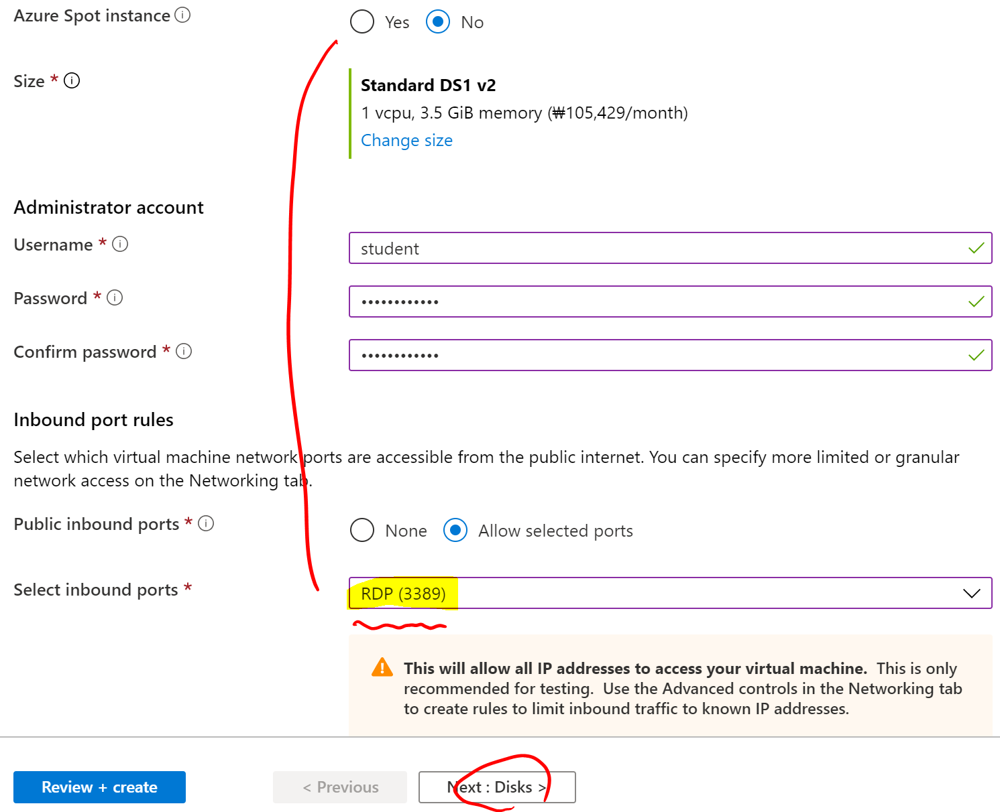 Azure Spot instance
Yes No
Size *
Standard DS1 v2
1 vcpu, 3.5 GiB memory (₩105,429/month)
Change size
Administrator account
Username *
student
Password *
••••••••••••
Confirm password *
••••••••••••
Inbound port rules
Select which virtual machine network ports are accessible from the public internet. You can specify more limited or granular
network access on the Networking tab.
Public inbound ports *
None Allow selected ports
Select inbound ports *
RDP (3389)
This will allow all IP addresses to access your virtual machine. This is only
recommended for testing. Use the Advanced controls in the Networking tab
to create rules to limit inbound traffic to known IP addresses.
Review + create
< Previous
Next : Disks >